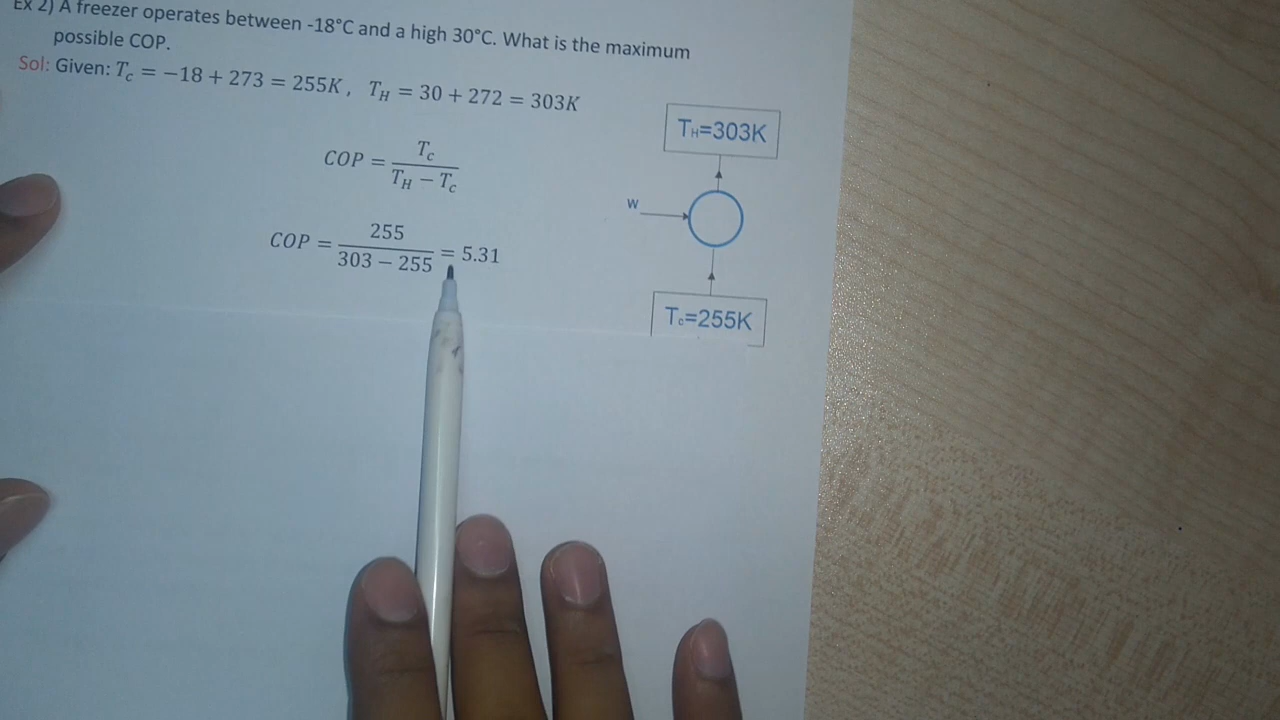 Ex 2) A freezer operates between -18°C and a high 30°C. What is the maximum
possible COP.
Sol: Given: T_c = −18 + 273 = 255K , T_H = 30 + 272 = 303K
COP = T_c / (T_H − T_c)
COP = 255 / (303 − 255) = 5.31
T_H=303K
W
T_c=255K